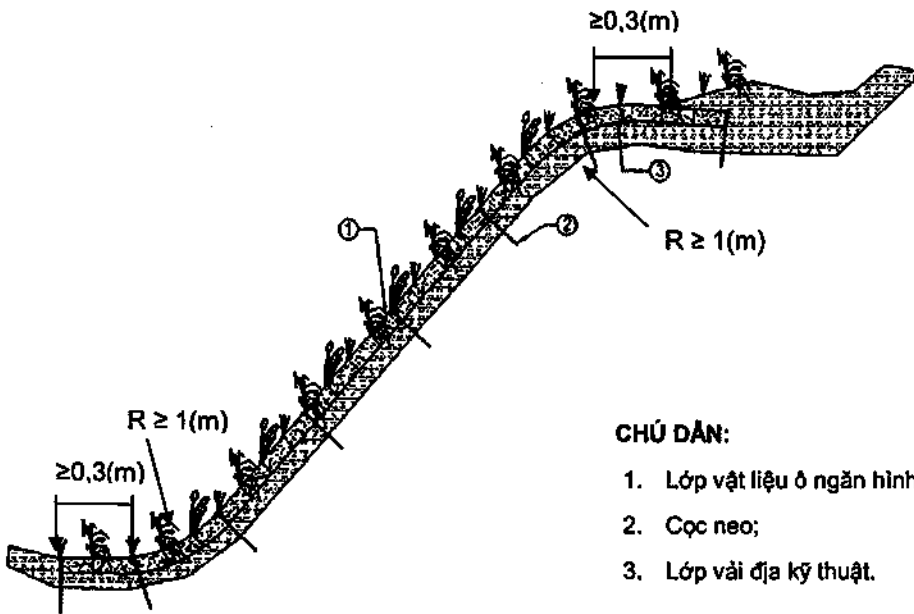 ≥0,3(m)
③
①
②
R ≥ 1(m)
R ≥ 1(m)
≥0,3(m)
CHÚ DẪN:
1. Lớp vật liệu ô ngăn hình
2. Cọc neo;
3. Lớp vải địa kỹ thuật.